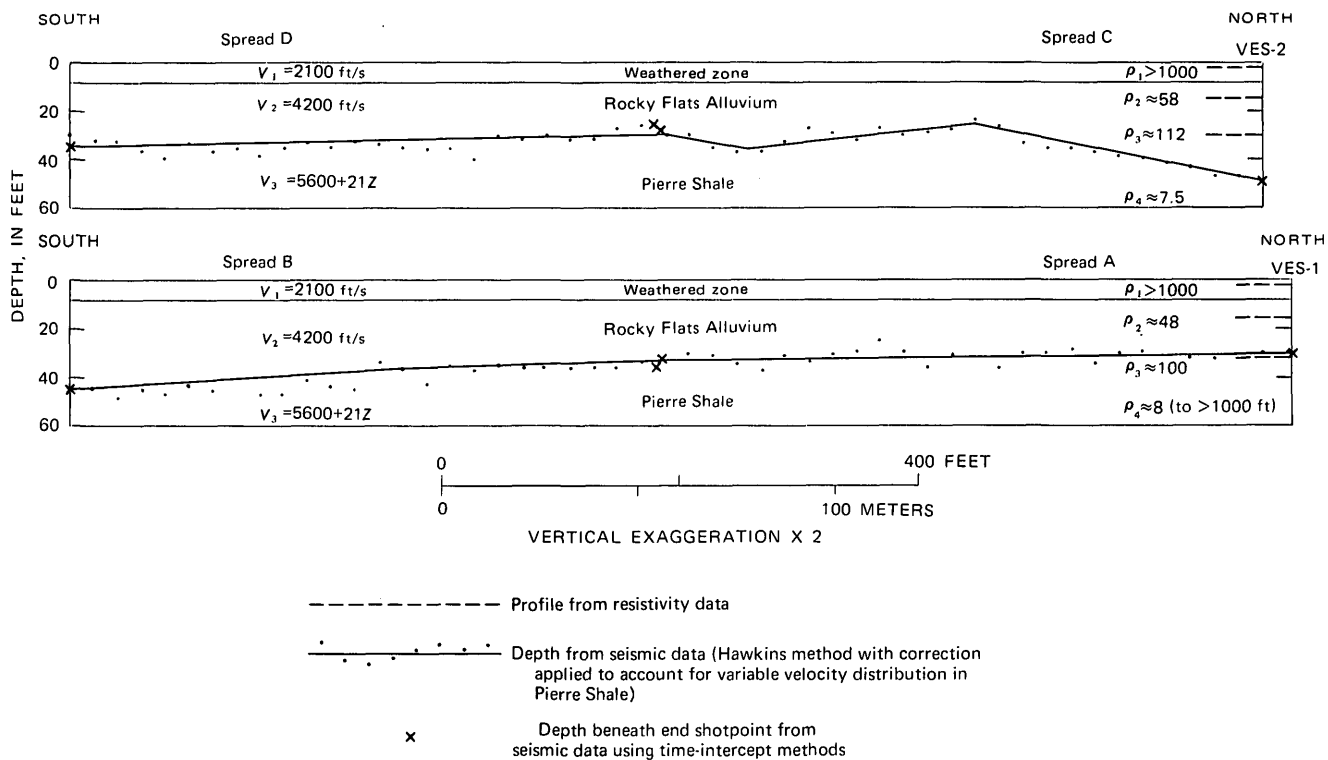 SOUTH
NORTH
Spread D
Spread C
VES-2
0
V₁ =2100 ft/s
Weathered zone
ρ₁>1000
V₂ =4200 ft/s
Rocky Flats Alluvium
ρ₂≈58
20
ρ₃≈112
40
V₃ =5600+21Z
Pierre Shale
60
ρ₄≈7.5
DEPTH, IN FEET
SOUTH
NORTH
Spread B
Spread A
VES-1
0
V₁ =2100 ft/s
Weathered zone
ρ₁>1000
20
ρ₂≈48
V₂ =4200 ft/s
Rocky Flats Alluvium
ρ₃≈100
40
Pierre Shale
V₃ =5600+21Z
ρ₄≈8 (to >1000 ft)
60
0
400 FEET
0
100 METERS
VERTICAL EXAGGERATION X 2
Profile from resistivity data
Depth from seismic data (Hawkins method with correction
applied to account for variable velocity distribution in
Pierre Shale)
Depth beneath end shotpoint from
seismic data using time-intercept methods